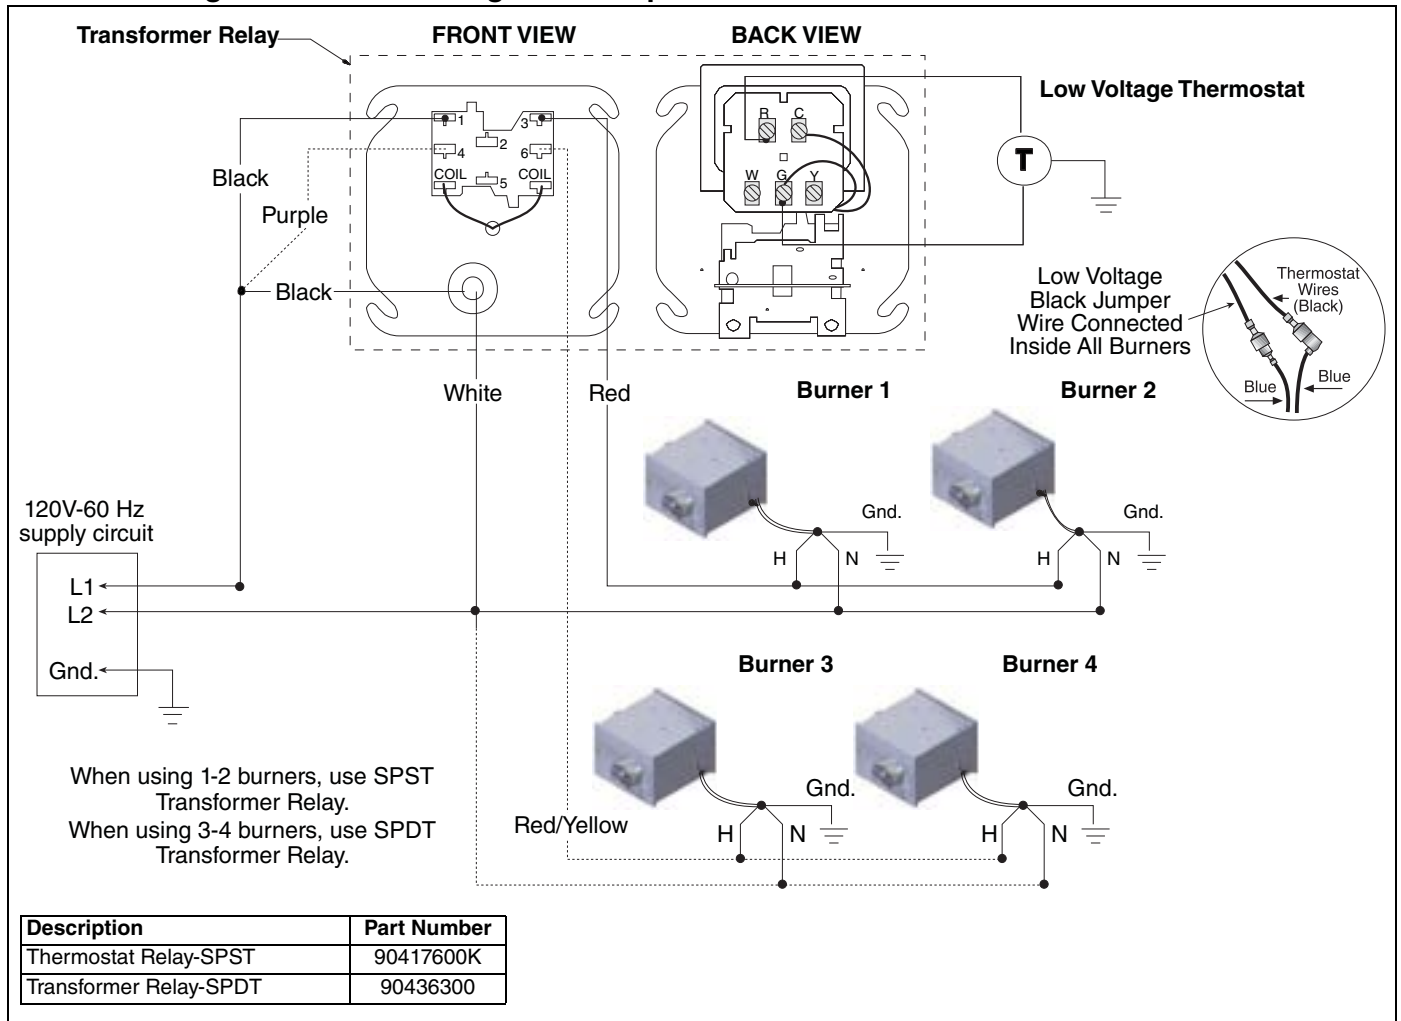 Transformer Relay
FRONT VIEW
BACK VIEW
Low Voltage Thermostat
1
3
2
4
6
COIL
5
COIL
R
C
W
G
Y
T
Black
Purple
Black
White
Red
Low Voltage
Black Jumper
Wire Connected
Inside All Burners
Thermostat
Wires
(Black)
Blue
Blue
Burner 1
Burner 2
Gnd.
H
N
Gnd.
H
N
120V-60 Hz
supply circuit
L1
L2
Gnd.
Burner 3
Burner 4
Gnd.
H
N
Gnd.
H
N
Red/Yellow
When using 1-2 burners, use SPST
Transformer Relay.
When using 3-4 burners, use SPDT
Transformer Relay.
Description Part Number
Thermostat Relay-SPST 90417600K
Transformer Relay-SPDT 90436300